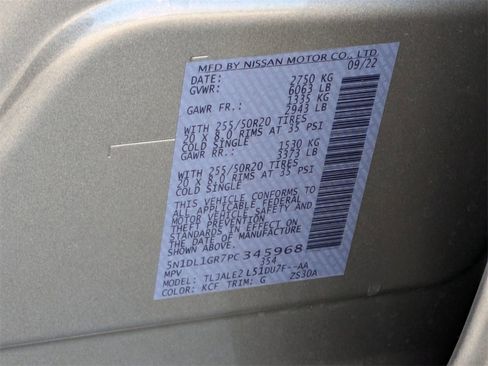 MFD BY NISSAN MOTOR CO., LTD.
DATE: 09/22
GVWR: 2750 KG
6063 LB
GAWR FR.: 1335 KG
2943 LB
WITH 255/50R20 TIRES
20 X 8.0 RIMS AT 35 PSI
COLD SINGLE
GAWR RR.: 1530 KG
3373 LB
WITH 255/50R20 TIRES
20 X 8.0 RIMS AT 35 PSI
COLD SINGLE
THIS VEHICLE CONFORMS TO
ALL APPLICABLE FEDERAL
MOTOR VEHICLE SAFETY AND
THEFT PREVENTION
STANDARDS IN EFFECT ON
THE DATE OF MANUFACTURE
SHOWN ABOVE.
5N1DL1GR7PC345968
MPV 354
MODEL: TL3ALE2 L51DU7F--AA
COLOR: KCF TRIM: G ZS30A